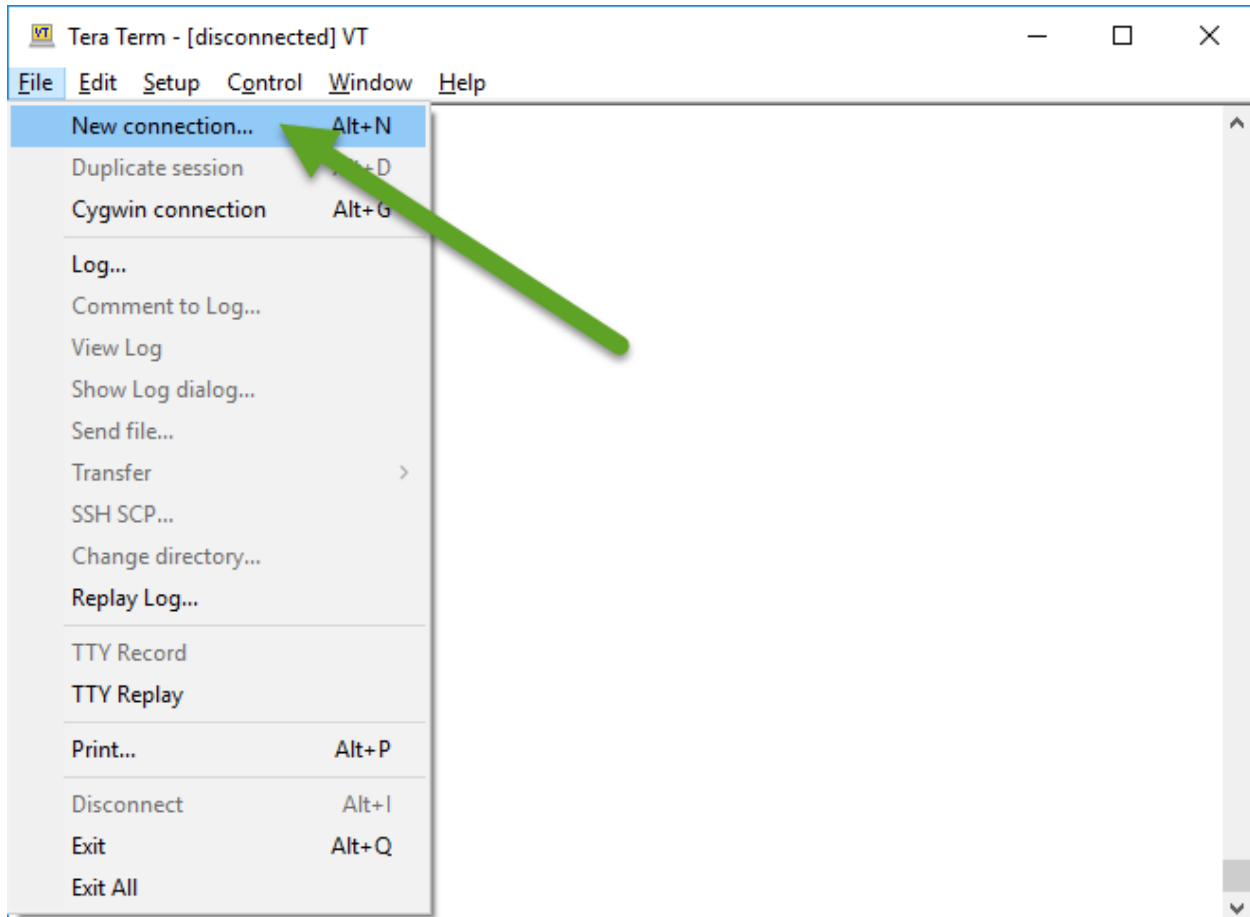 VT Tera Term - [disconnected] VT
File Edit Setup Control Window Help
New connection... Alt+N
Duplicate session
Cygwin connection Alt+G
Log...
Comment to Log...
View Log
Show Log dialog...
Send file...
Transfer
SSH SCP...
Change directory...
Replay Log...
TTY Record
TTY Replay
Print... Alt+P
Disconnect Alt+I
Exit Alt+Q
Exit All